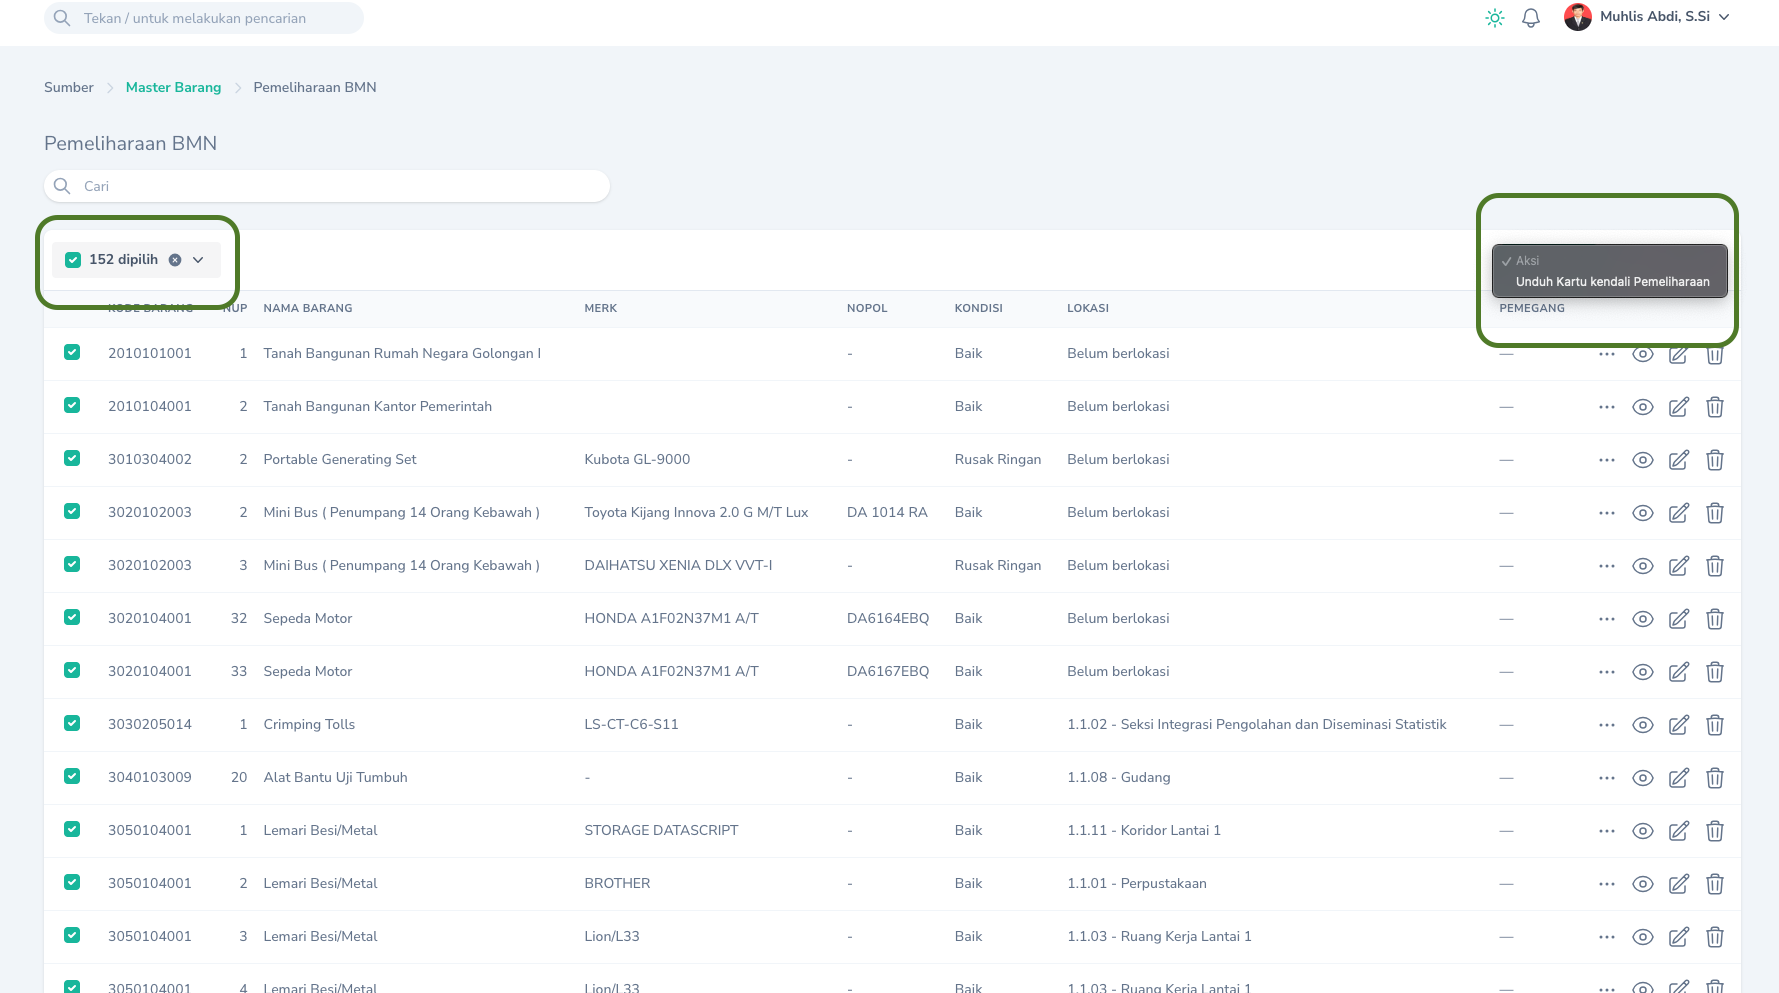 Tekan / untuk melakukan pencarian
Muhlis Abdi, S.Si
Sumber Master Barang Pemeliharaan BMN
Pemeliharaan BMN
Cari
152 dipilih
Aksi
Unduh Kartu kendali Pemeliharaan
KODE BARANG NUP NAMA BARANG MERK NOPOL KONDISI LOKASI PEMEGANG
2010101001 1 Tanah Bangunan Rumah Negara Golongan I - Baik Belum berlokasi —
2010104001 2 Tanah Bangunan Kantor Pemerintah - Baik Belum berlokasi —
3010304002 2 Portable Generating Set Kubota GL-9000 - Rusak Ringan Belum berlokasi —
3020102003 2 Mini Bus ( Penumpang 14 Orang Kebawah ) Toyota Kijang Innova 2.0 G M/T Lux DA 1014 RA Baik Belum berlokasi —
3020102003 3 Mini Bus ( Penumpang 14 Orang Kebawah ) DAIHATSU XENIA DLX VVT-I - Rusak Ringan Belum berlokasi —
3020104001 32 Sepeda Motor HONDA A1F02N37M1 A/T DA6164EBQ Baik Belum berlokasi —
3020104001 33 Sepeda Motor HONDA A1F02N37M1 A/T DA6167EBQ Baik Belum berlokasi —
3030205014 1 Crimping Tolls LS-CT-C6-S11 - Baik 1.1.02 - Seksi Integrasi Pengolahan dan Diseminasi Statistik —
3040103009 20 Alat Bantu Uji Tumbuh - - Baik 1.1.08 - Gudang —
3050104001 1 Lemari Besi/Metal STORAGE DATASCRIPT - Baik 1.1.11 - Koridor Lantai 1 —
3050104001 2 Lemari Besi/Metal BROTHER - Baik 1.1.01 - Perpustakaan —
3050104001 3 Lemari Besi/Metal Lion/L33 - Baik 1.1.03 - Ruang Kerja Lantai 1 —
3050104001 4 Lemari Besi/Metal Lion/L33 - Baik 1.1.03 - Ruang Kerja Lantai 1 —